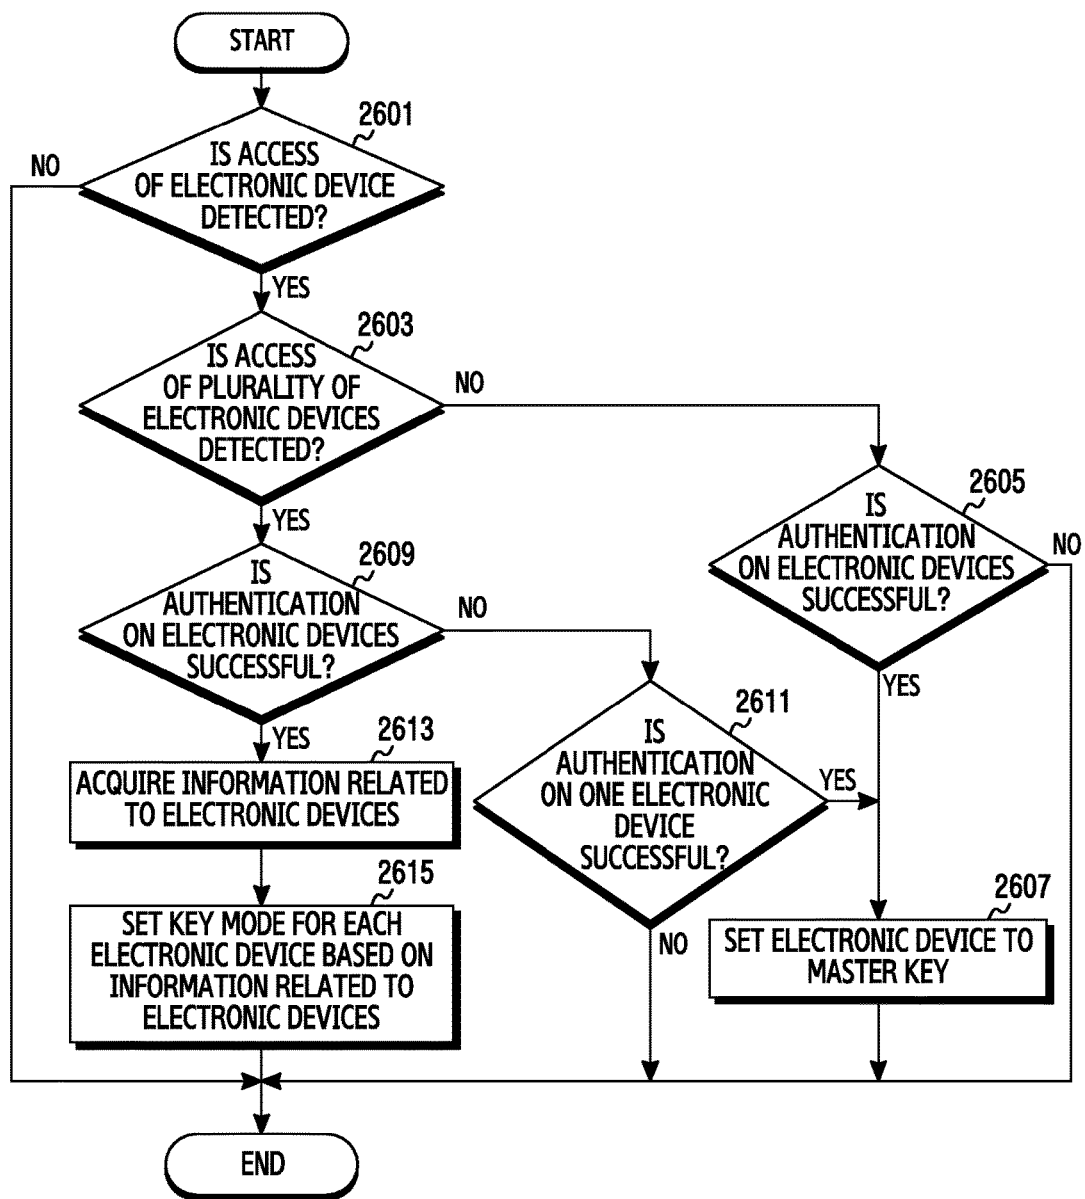 START
2601
IS ACCESS
OF ELECTRONIC DEVICE
DETECTED?
NO
YES
2603
IS ACCESS
OF PLURALITY OF
ELECTRONIC DEVICES
DETECTED?
NO
YES
2605
IS
AUTHENTICATION
ON ELECTRONIC DEVICES
SUCCESSFUL?
NO
YES
2609
IS
AUTHENTICATION
ON ELECTRONIC DEVICES
SUCCESSFUL?
NO
YES
2611
IS
AUTHENTICATION
ON ONE ELECTRONIC
DEVICE
SUCCESSFUL?
YES
NO
2613
ACQUIRE INFORMATION RELATED
TO ELECTRONIC DEVICES
2615
SET KEY MODE FOR EACH
ELECTRONIC DEVICE BASED ON
INFORMATION RELATED TO
ELECTRONIC DEVICES
2607
SET ELECTRONIC DEVICE TO
MASTER KEY
END